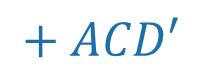 + ACD′